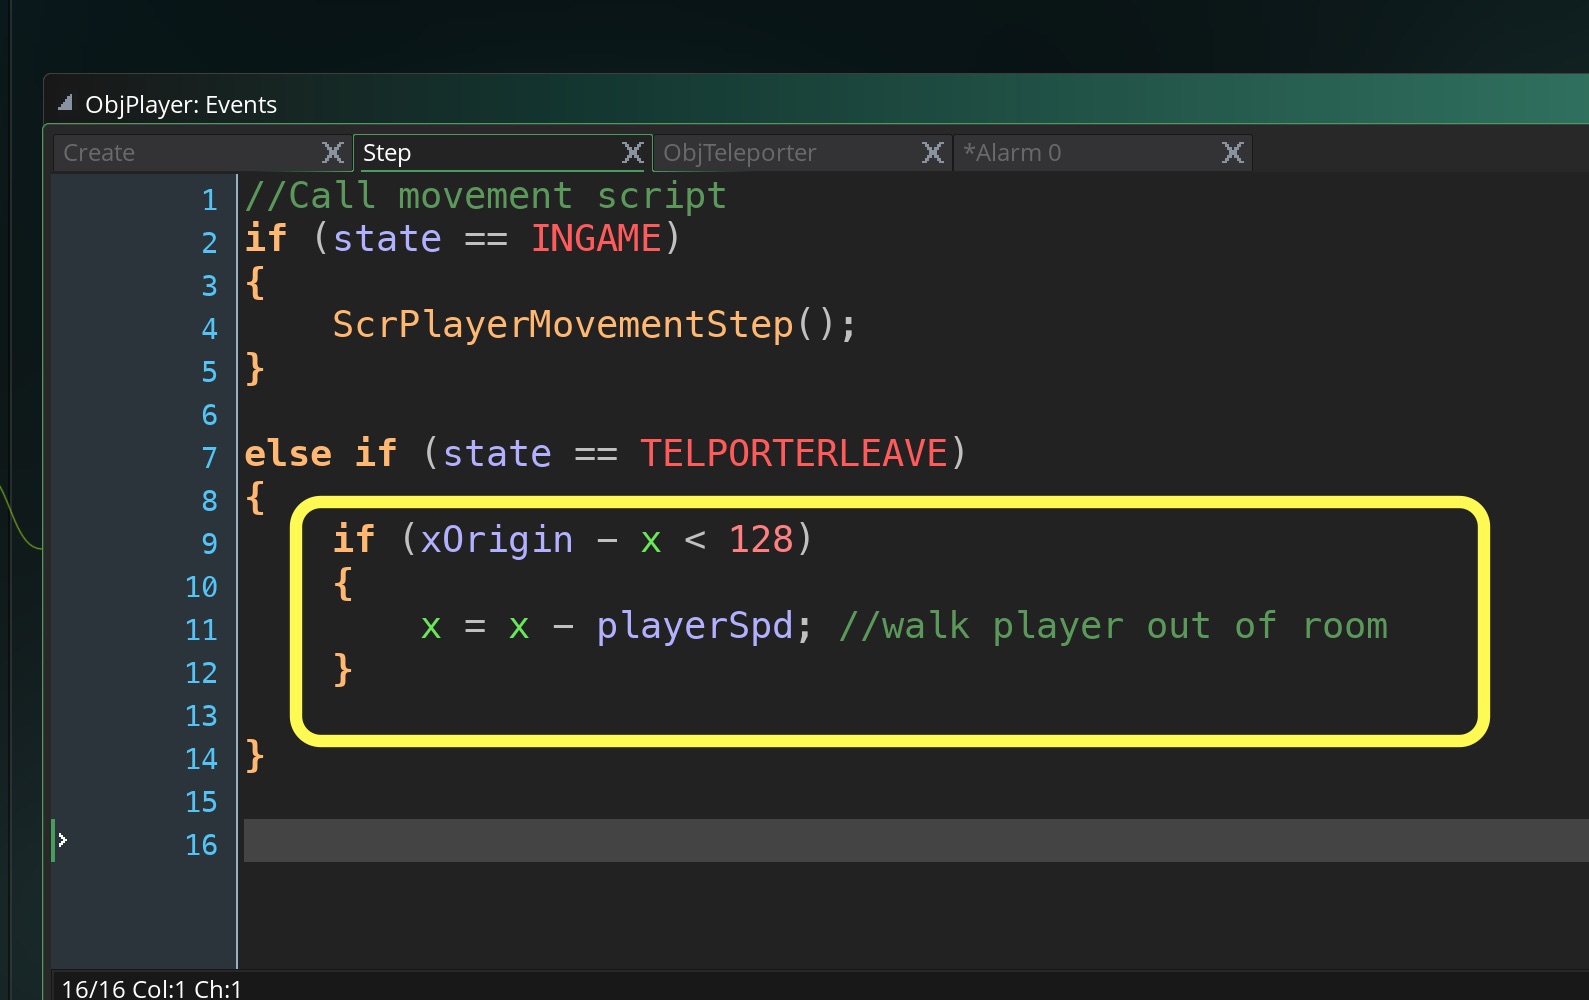 ObjPlayer: Events
Create Step ObjTeleporter *Alarm 0
1 //Call movement script
2 if (state == INGAME)
3 {
4 ScrPlayerMovementStep();
5 }
6
7 else if (state == TELPORTERLEAVE)
8 {
9 if (xOrigin - x < 128)
10 {
11 x = x - playerSpd; //walk player out of room
12 }
13
14 }
15
16
16/16 Col:1 Ch:1